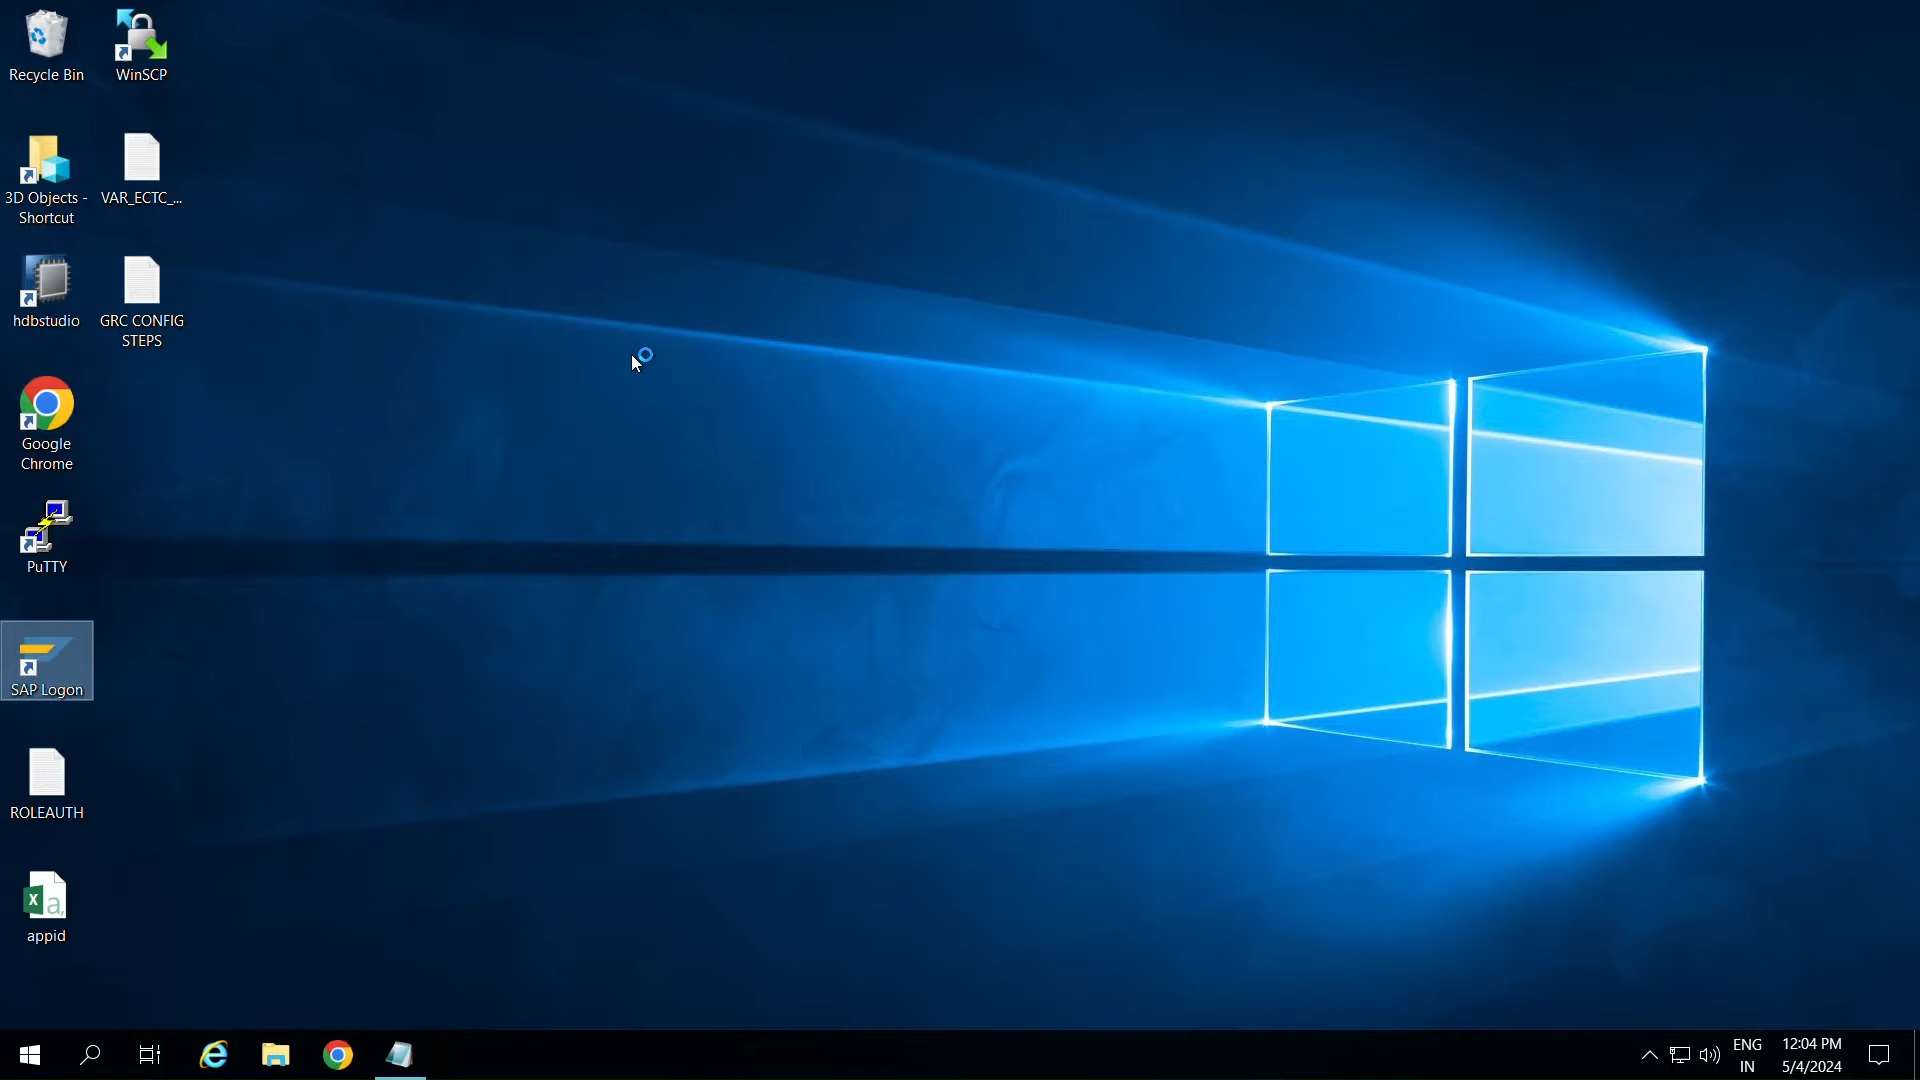 Recycle Bin
WinSCP
3D Objects -
Shortcut
VAR_ECTC_...
hdbstudio
GRC CONFIG
STEPS
Google
Chrome
PuTTY
SAP Logon
ROLEAUTH
appid
ENG
IN
12:04 PM
5/4/2024